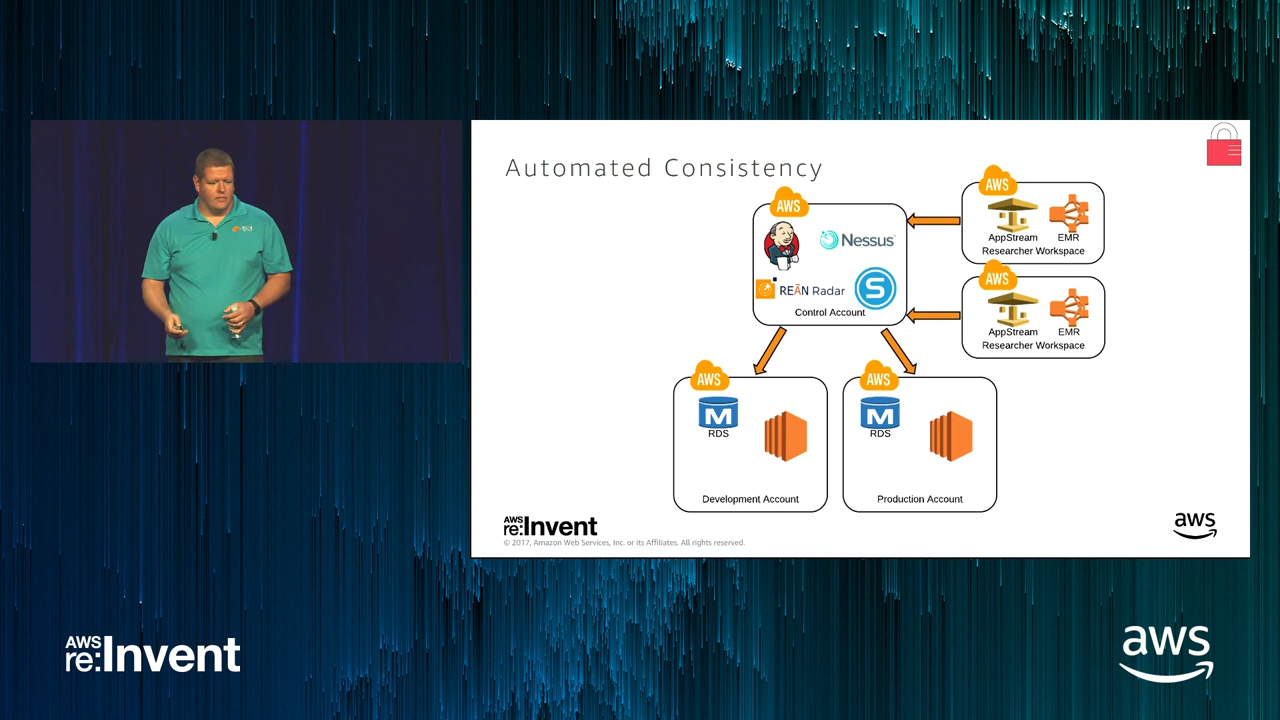 Automated Consistency
AWS
Nessus
REĀN Radar
S
Control Account
AWS
AppStream
EMR
Researcher Workspace
AWS
AppStream
EMR
Researcher Workspace
AWS
M
RDS
Development Account
AWS
M
RDS
Production Account
AWS
re:Invent
© 2017, Amazon Web Services, Inc. or its Affiliates. All rights reserved.
aws
AWS
re:Invent
aws